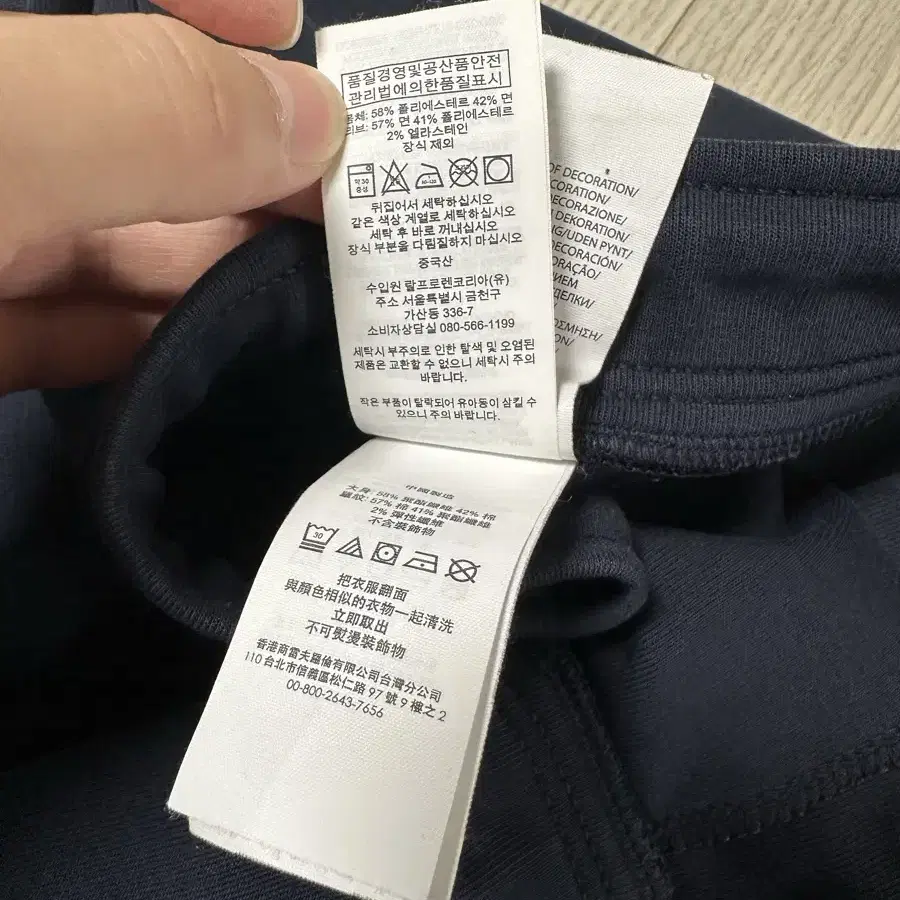 품질경영및공산품안전
관리법에의한품질표시
몸체: 58% 폴리에스테르 42% 면
리브: 57% 면 41% 폴리에스테르
2% 엘라스테인
장식 제외
약 30
중성
80-120
뒤집어서 세탁하십시오
같은 색상 계열로 세탁하십시오
세탁 후 바로 꺼내십시오
장식 부분을 다림질하지 마십시오
중국산
수입원 랄프로렌코리아(유)
주소 서울특별시 금천구
가산동 336-7
소비자상담실 080-566-1199
세탁시 부주의로 인한 탈색 및 오염된
제품은 교환할 수 없으니 세탁시 주의
바랍니다.
작은 부품이 탈락되어 유아동이 삼킬 수
있으니 주의 바랍니다.
OF DECORATION/
CORATION/
DECORAZIONE/
DEKORATION/
/UDEN PYNT/
DECORACIÓN/
ORAÇÃO/
ΟΣΜΗΣΗ/
中國製造
大身: 58% 聚酯纖維 42% 棉
羅紋: 57% 棉 41% 聚酯纖維
2% 彈性纖維
不含裝飾物
30
把衣服翻面
與顏色相似的衣物一起清洗
立即取出
不可熨燙裝飾物
香港商雷夫羅倫有限公司台灣分公司
110 台北市信義區松仁路 97 號 9 樓之 2
00-800-2643-7656